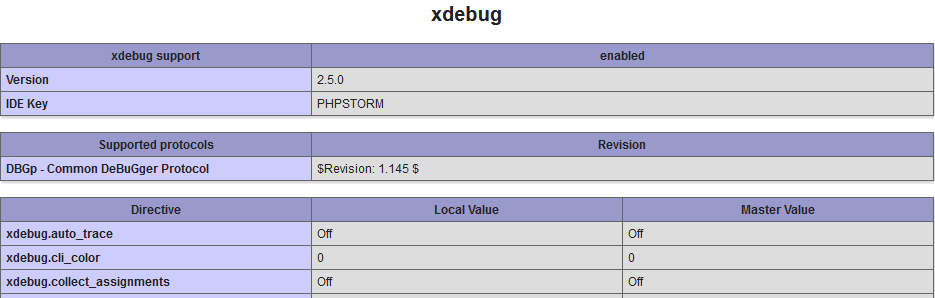 xdebug
xdebug support enabled
Version 2.5.0
IDE Key PHPSTORM
Supported protocols Revision
DBGp - Common DeBuGger Protocol $Revision: 1.145 $
Directive Local Value Master Value
xdebug.auto_trace Off Off
xdebug.cli_color 0 0
xdebug.collect_assignments Off Off